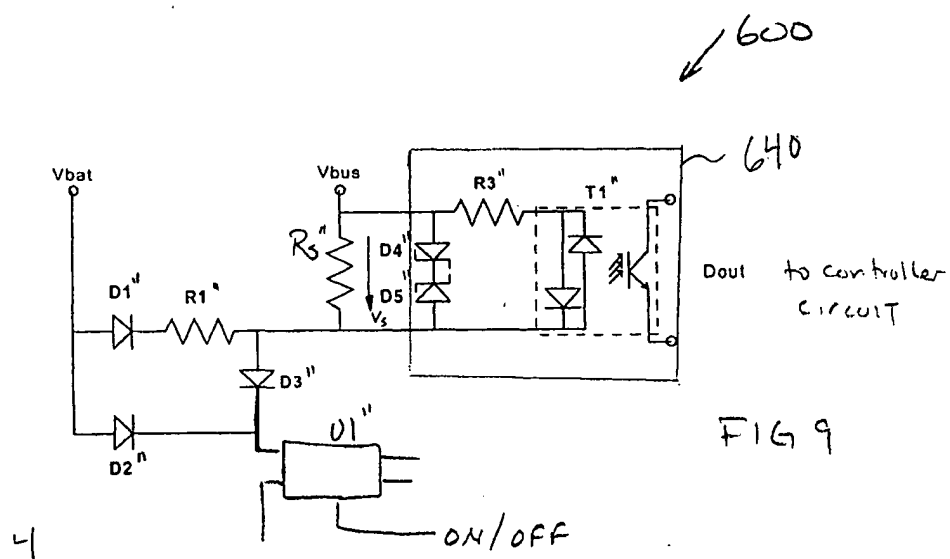 600
640
Vbat
Vbus
R3"
T1"
Rs"
D4"
D5"
Vs
Dout
to controller
circuit
D1"
R1"
D3"
D2"
U1"
FIG 9
ON/OFF